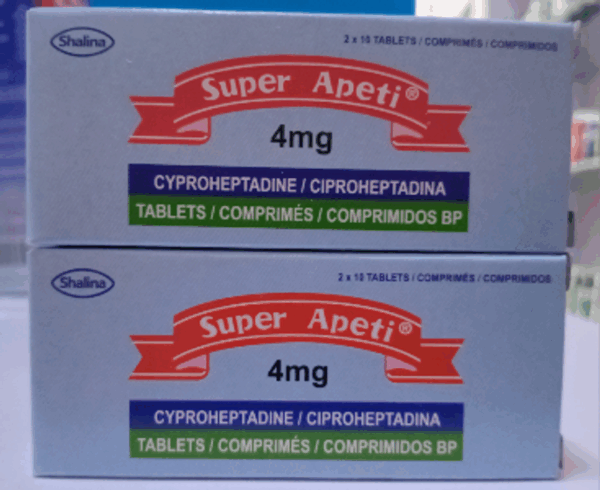 Shalina
2 x 10 TABLETS / COMPRIMÉS / COMPRIMIDOS
Super Apeti®
4mg
CYPROHEPTADINE / CIPROHEPTADINA
TABLETS / COMPRIMÉS / COMPRIMIDOS BP
Shalina
2 x 10 TABLETS / COMPRIMÉS / COMPRIMIDOS
Super Apeti®
4mg
CYPROHEPTADINE / CIPROHEPTADINA
TABLETS / COMPRIMÉS / COMPRIMIDOS BP